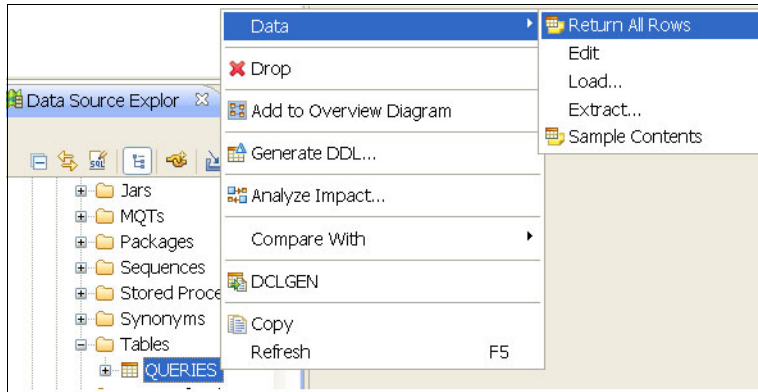 Data
Drop
Add to Overview Diagram
Generate DDL...
Analyze Impact...
Compare With
DCLGEN
Copy
Refresh F5
Return All Rows
Edit
Load...
Extract...
Sample Contents
Data Source Explor
SQL
Jars
MQTs
Packages
Sequences
Stored Proce
Synonyms
Tables
QUERIES